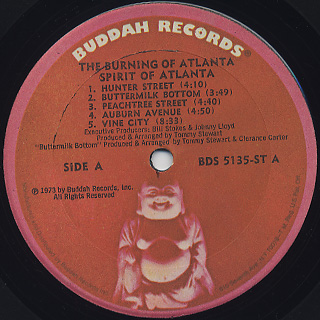 BUDDAH RECORDS®
THE BURNING OF ATLANTA
SPIRIT OF ATLANTA
1. HUNTER STREET (4:10)
2. BUTTERMILK BOTTOM (3:49)
3. PEACHTREE STREET (4:40)
4. AUBURN AVENUE (4:50)
5. VINE CITY (8:33)
Executive Producers: Bill Stokes & Johnny Lloyd
Produced & Arranged by Tommy Stewart
"Buttermilk Bottom" Produced & Arranged by Tommy Stewart & Clarence Carter
SIDE A
BDS 5135-ST A
℗ 1973 by Buddah Records, Inc.
All Rights Reserved